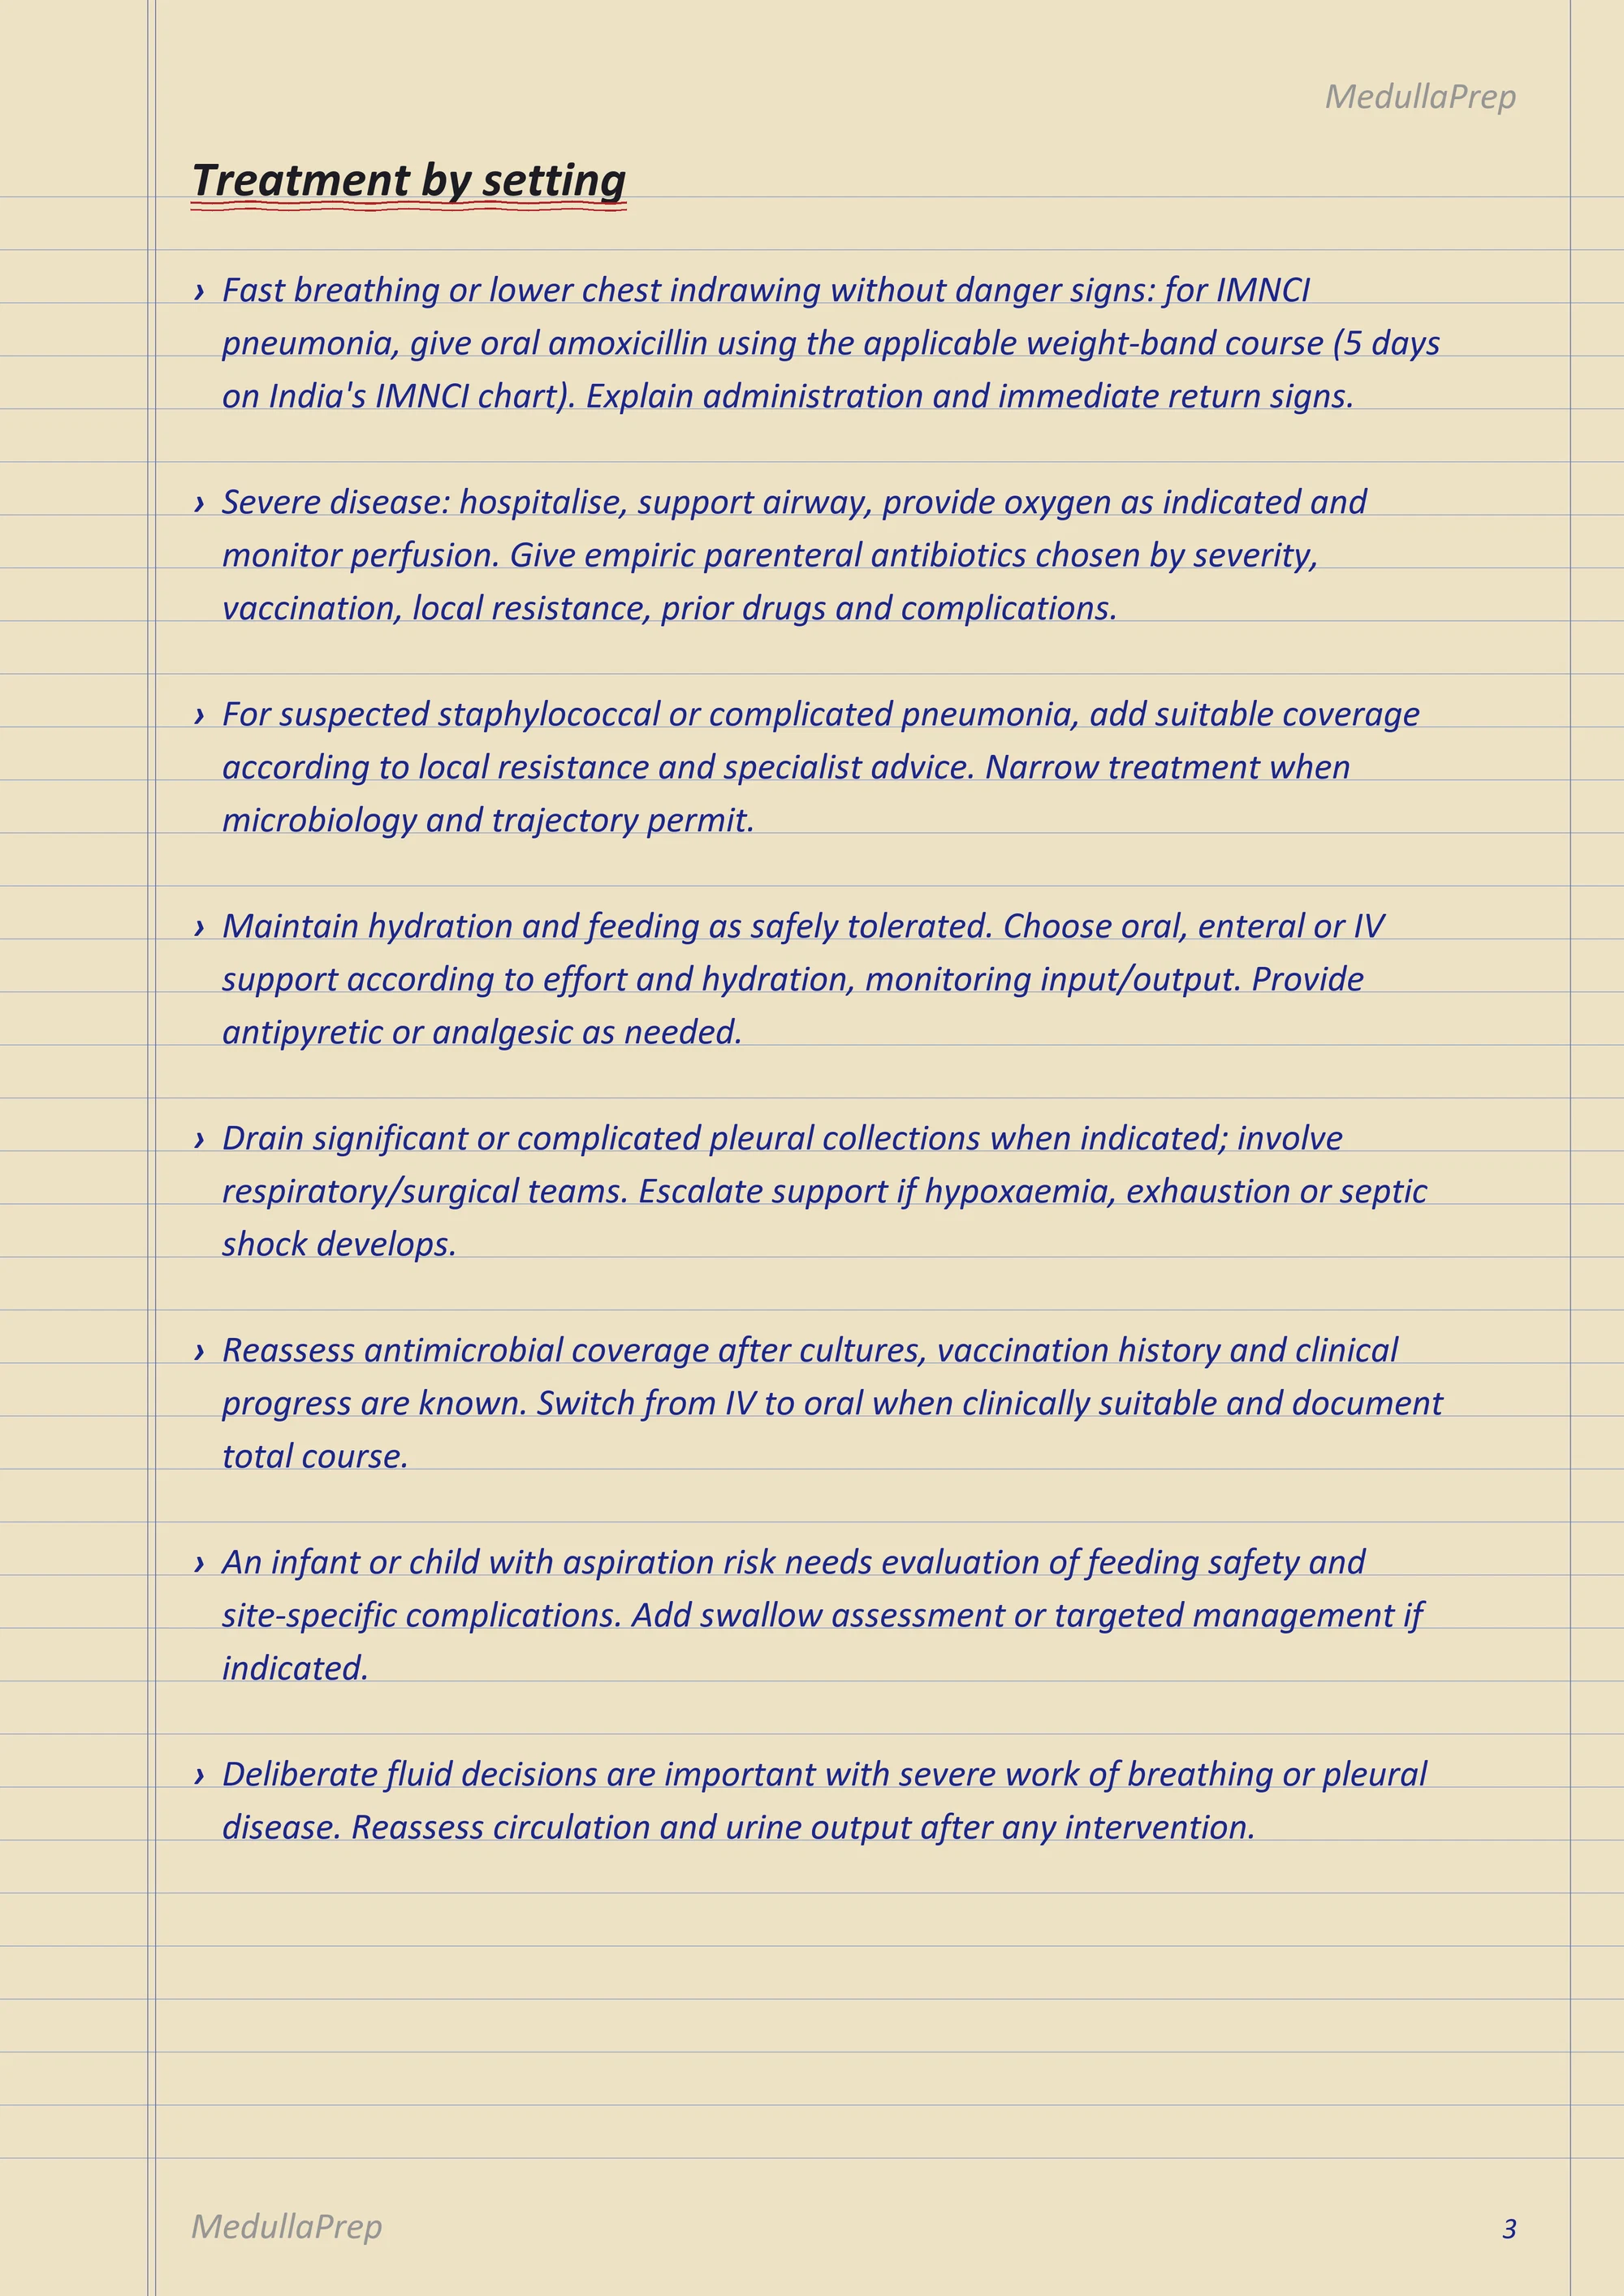 MedullaPrep
Treatment by setting
› Fast breathing or lower chest indrawing without danger signs: for IMNCI
pneumonia, give oral amoxicillin using the applicable weight-band course (5 days
on India's IMNCI chart). Explain administration and immediate return signs.
› Severe disease: hospitalise, support airway, provide oxygen as indicated and
monitor perfusion. Give empiric parenteral antibiotics chosen by severity,
vaccination, local resistance, prior drugs and complications.
› For suspected staphylococcal or complicated pneumonia, add suitable coverage
according to local resistance and specialist advice. Narrow treatment when
microbiology and trajectory permit.
› Maintain hydration and feeding as safely tolerated. Choose oral, enteral or IV
support according to effort and hydration, monitoring input/output. Provide
antipyretic or analgesic as needed.
› Drain significant or complicated pleural collections when indicated; involve
respiratory/surgical teams. Escalate support if hypoxaemia, exhaustion or septic
shock develops.
› Reassess antimicrobial coverage after cultures, vaccination history and clinical
progress are known. Switch from IV to oral when clinically suitable and document
total course.
› An infant or child with aspiration risk needs evaluation of feeding safety and
site-specific complications. Add swallow assessment or targeted management if
indicated.
› Deliberate fluid decisions are important with severe work of breathing or pleural
disease. Reassess circulation and urine output after any intervention.
MedullaPrep
3